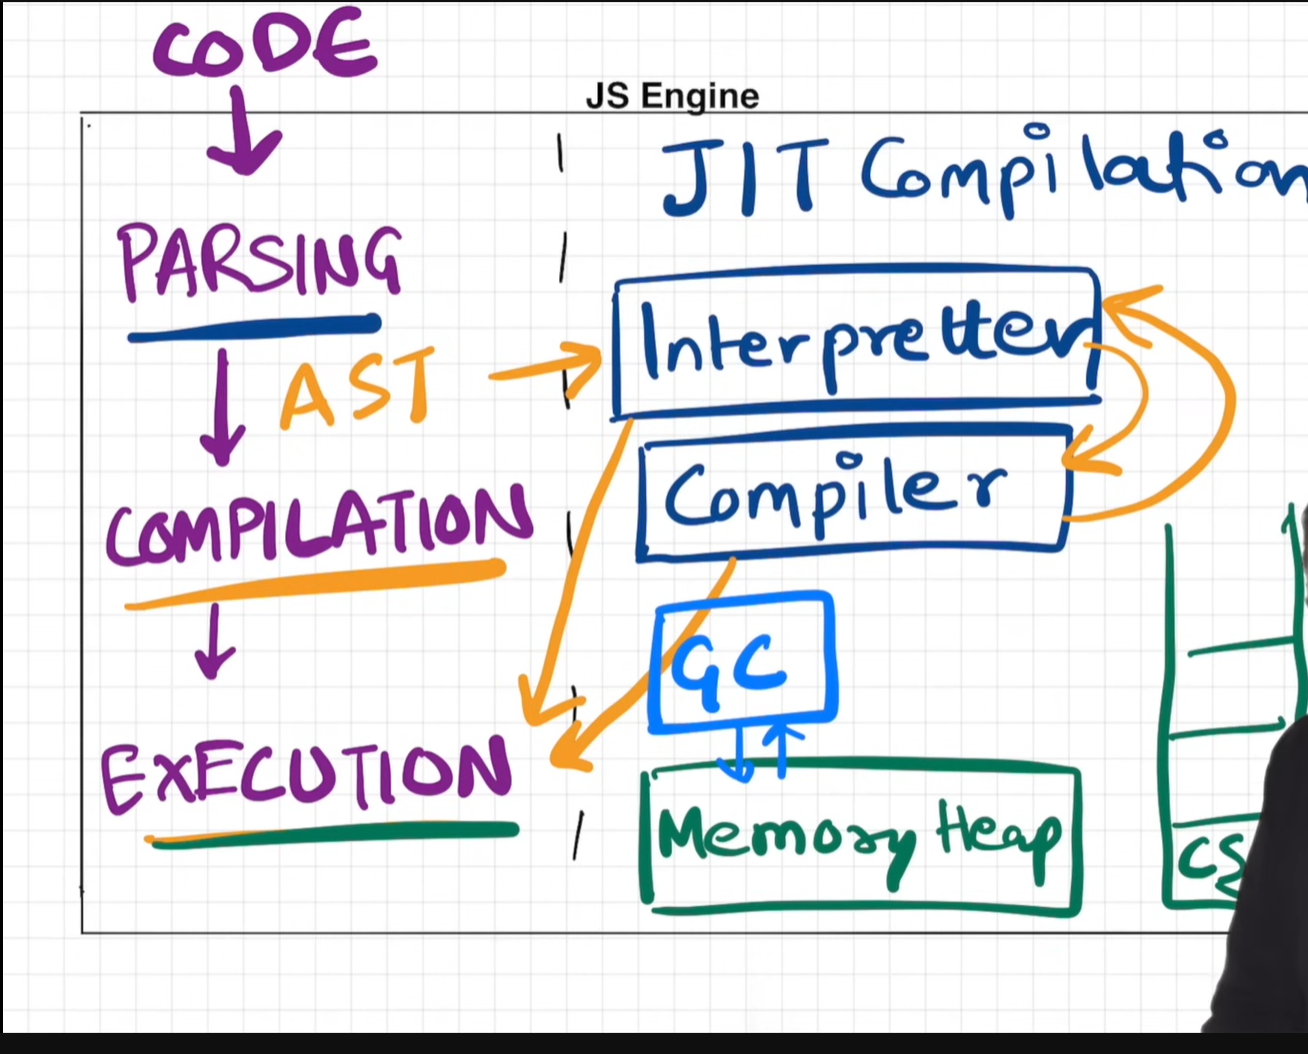 CODE
JS Engine
JIT Compilation
PARSING
AST
Interpretter
COMPILATION
Compiler
GC
EXECUTION
Memory Heap
CS